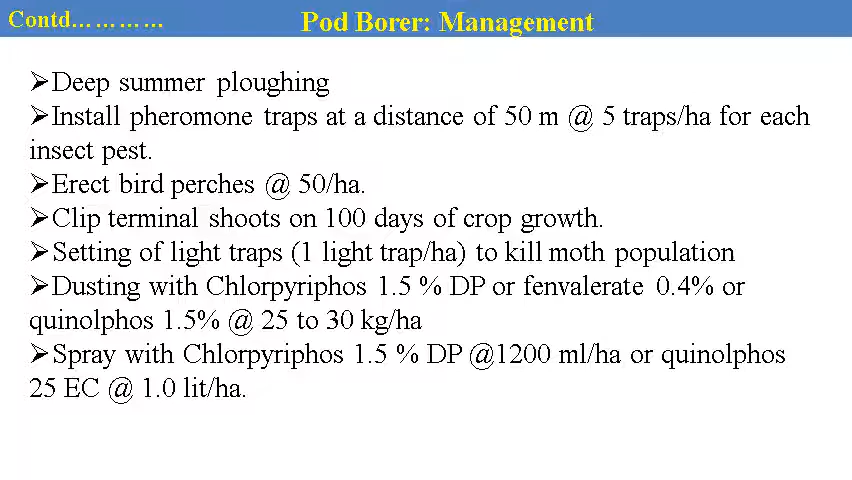 Contd…………
Pod Borer: Management
➢Deep summer ploughing
➢Install pheromone traps at a distance of 50 m @ 5 traps/ha for each
insect pest.
➢Erect bird perches @ 50/ha.
➢Clip terminal shoots on 100 days of crop growth.
➢Setting of light traps (1 light trap/ha) to kill moth population
➢Dusting with Chlorpyriphos 1.5 % DP or fenvalerate 0.4% or
quinolphos 1.5% @ 25 to 30 kg/ha
➢Spray with Chlorpyriphos 1.5 % DP @1200 ml/ha or quinolphos
25 EC @ 1.0 lit/ha.